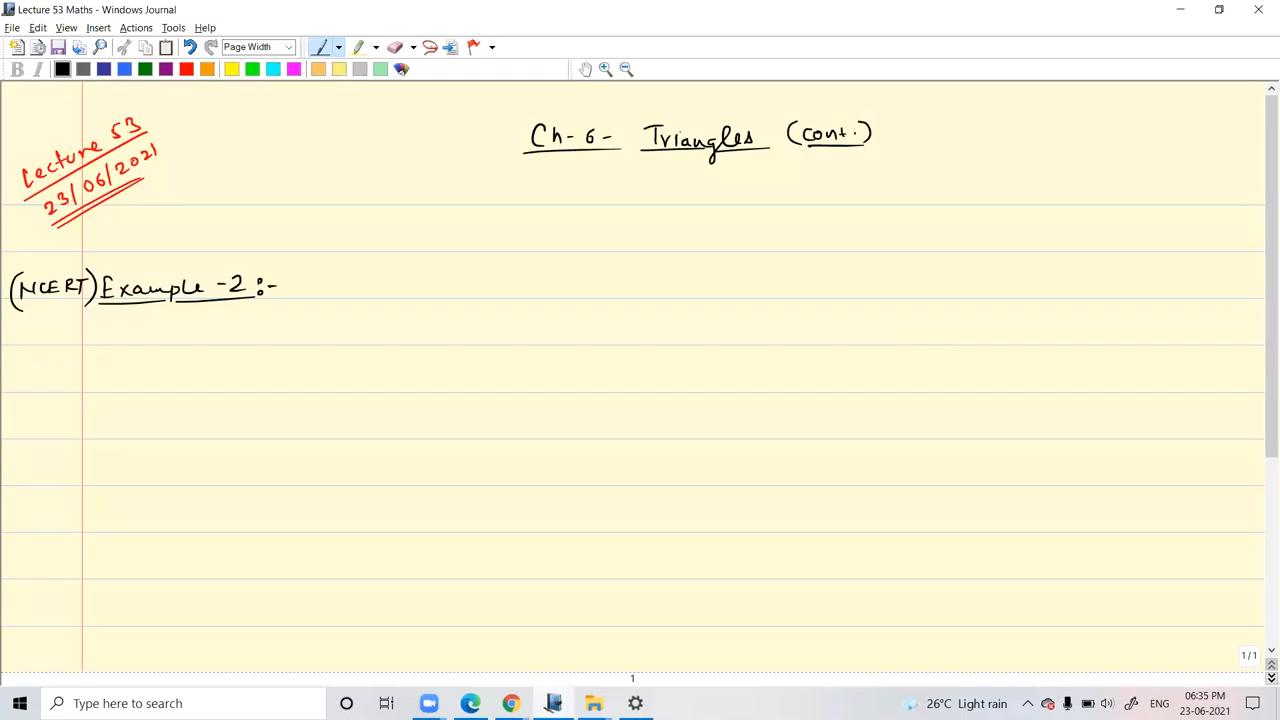 Lecture 53 Maths - Windows Journal
File Edit View Insert Actions Tools Help
Page Width
B I
Lecture 53
23/06/2021
Ch- 6- Triangles (cont.)
(NCERT) Example -2 :-
1/1
1
Type here to search
26°C Light rain
06:35 PM
23-06-2021